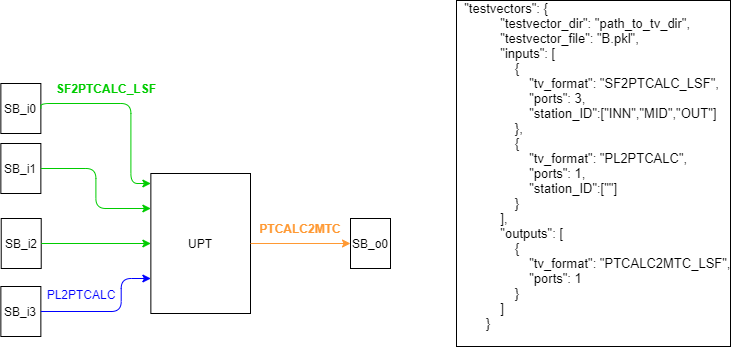 SF2PTCALC_LSF
SB_i0
SB_i1
SB_i2
PL2PTCALC
SB_i3
UPT
PTCALC2MTC
SB_o0
"testvectors": {
"testvector_dir": "path_to_tv_dir",
"testvector_file": "B.pkl",
"inputs": [
{
"tv_format": "SF2PTCALC_LSF",
"ports": 3,
"station_ID":["INN","MID","OUT"]
},
{
"tv_format": "PL2PTCALC",
"ports": 1,
"station_ID":[""]
}
],
"outputs": [
{
"tv_format": "PTCALC2MTC_LSF",
"ports": 1
}
]
}